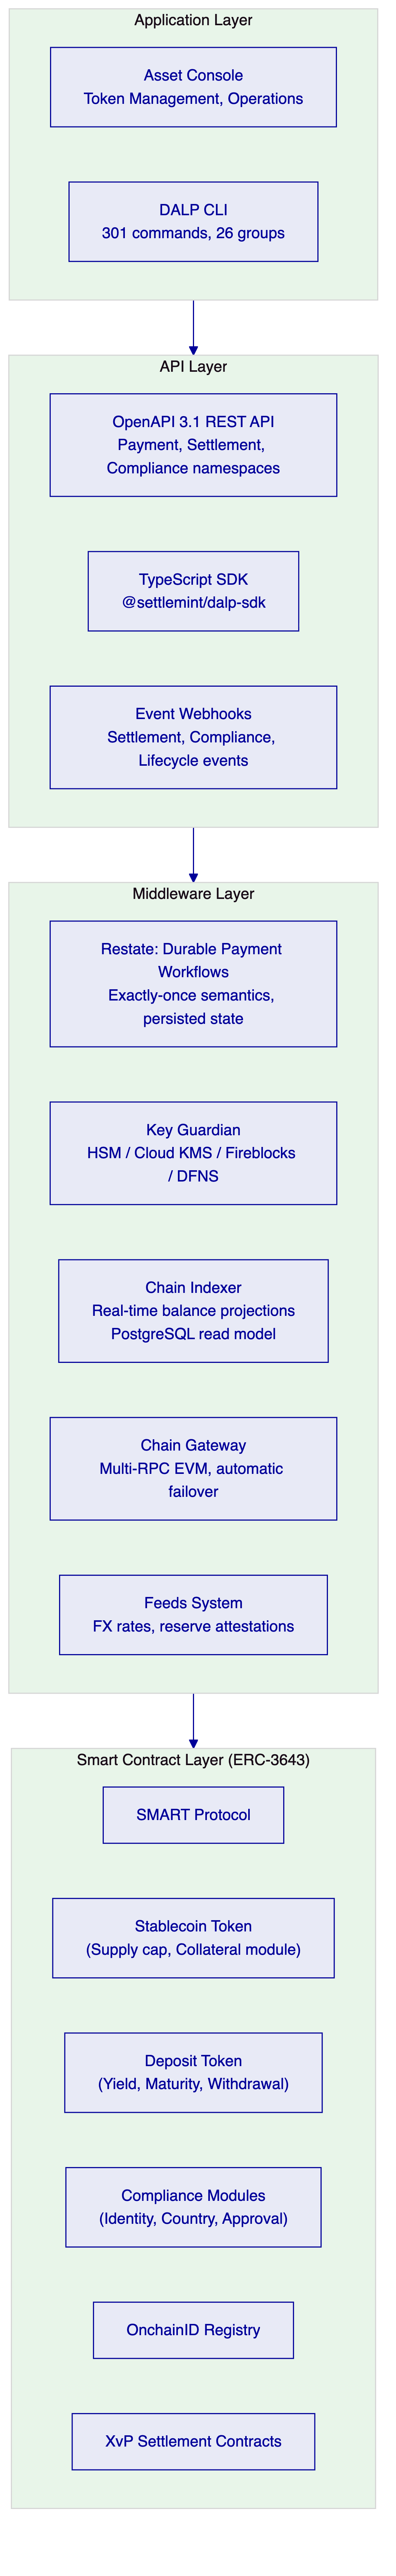 Application Layer
Asset Console
Token Management, Operations
DALP CLI
301 commands, 26 groups
API Layer
OpenAPI 3.1 REST API
Payment, Settlement,
Compliance namespaces
TypeScript SDK
@settlemint/dalp-sdk
Event Webhooks
Settlement, Compliance,
Lifecycle events
Middleware Layer
Restate: Durable Payment
Workflows
Exactly-once semantics,
persisted state
Key Guardian
HSM / Cloud KMS / Fireblocks
/ DFNS
Chain Indexer
Real-time balance projections
PostgreSQL read model
Chain Gateway
Multi-RPC EVM, automatic
failover
Feeds System
FX rates, reserve attestations
Smart Contract Layer (ERC-3643)
SMART Protocol
Stablecoin Token
(Supply cap, Collateral module)
Deposit Token
(Yield, Maturity, Withdrawal)
Compliance Modules
(Identity, Country, Approval)
OnchainID Registry
XvP Settlement Contracts